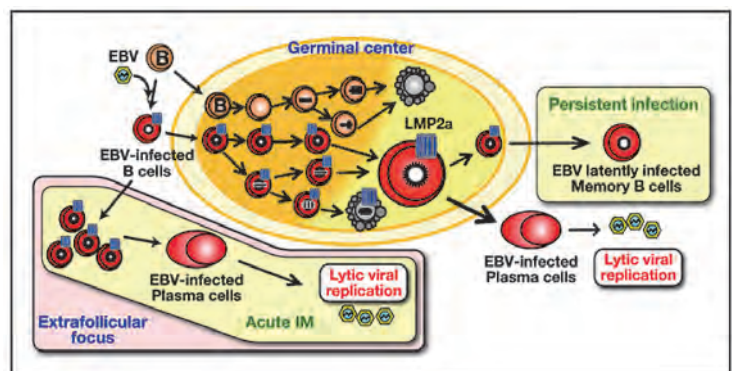 Germinal center
EBV
B
B
LMP2a
EBV-infected
B cells
Persistent infection
EBV latently infected
Memory B cells
EBV-infected
Plasma cells
Lytic viral
replication
EBV-infected
Plasma cells
Lytic viral
replication
Extrafollicular
focus
Acute IM